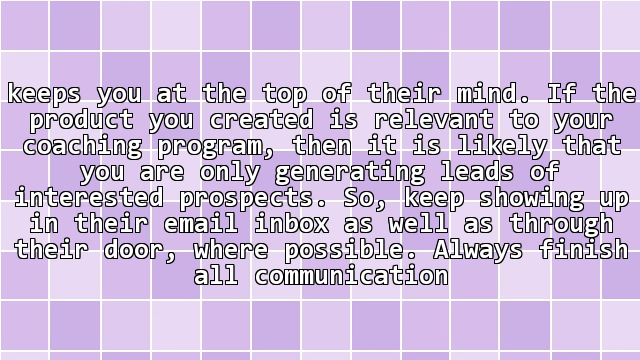 keeps you at the top of their mind. If the
product you created is relevant to your
coaching program, then it is likely that
you are only generating leads of
interested prospects. So, keep showing up
in their email inbox as well as through
their door, where possible. Always finish
all communication